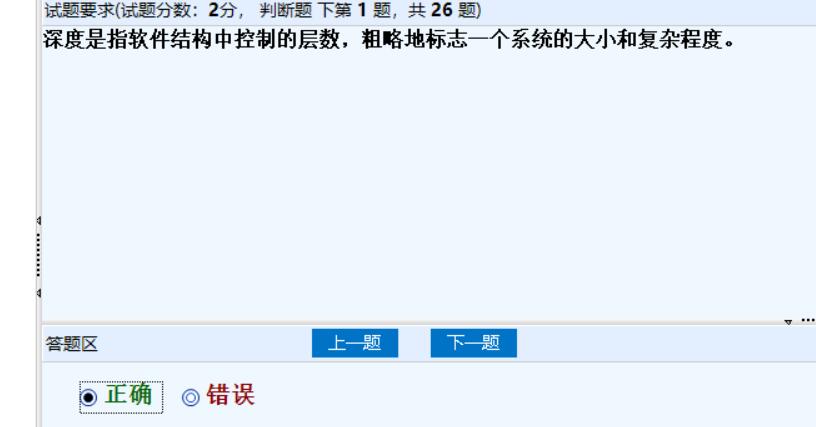 试题要求(试题分数：2分， 判断题 下第 1 题，共 26 题)
深度是指软件结构中控制的层数，粗略地标志一个系统的大小和复杂程度。
答题区
上一题 下一题
正确 错误